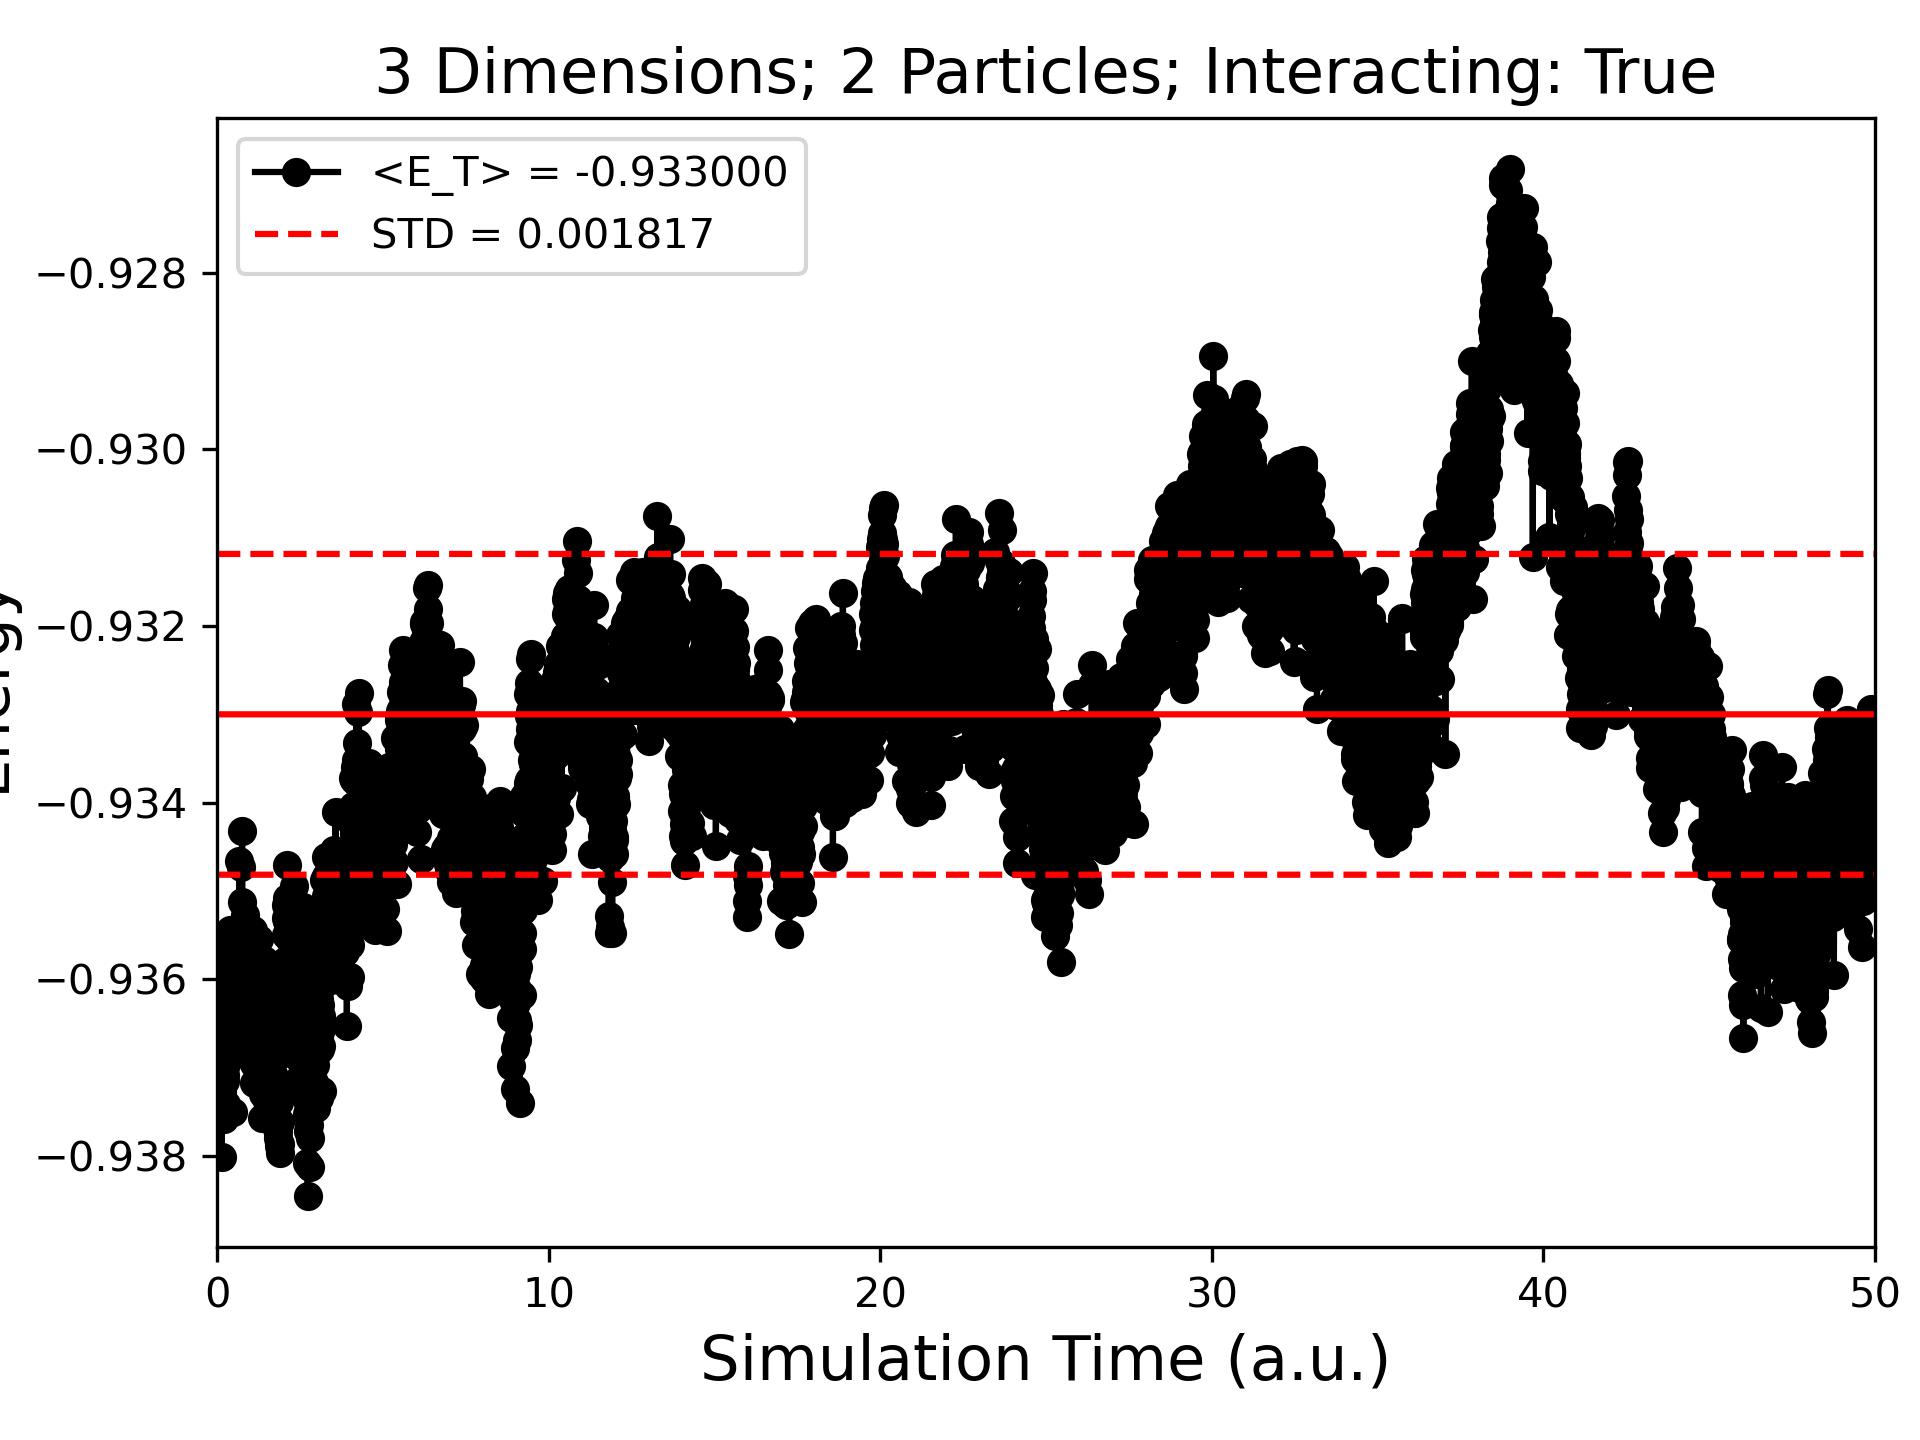 3 Dimensions; 2 Particles; Interacting: True
<E_T> = -0.933000
STD = 0.001817
−0.928
−0.930
−0.932
−0.934
−0.936
−0.938
Energy
0 10 20 30 40 50
Simulation Time (a.u.)